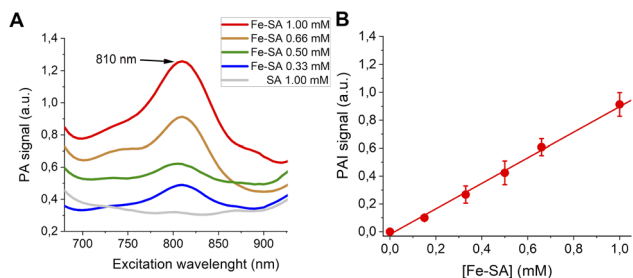 A
Fe-SA 1.00 mM
Fe-SA 0.66 mM
Fe-SA 0.50 mM
Fe-SA 0.33 mM
SA 1.00 mM
810 nm
1,4
1,2
1,0
0,8
0,6
0,4
0,2
PA signal (a.u.)
700 750 800 850 900
Excitation wavelenght (nm)
B
1,4
1,2
1,0
0,8
0,6
0,4
0,2
0,0
PAI signal (a.u.)
0,0 0,2 0,4 0,6 0,8 1,0
[Fe-SA] (mM)